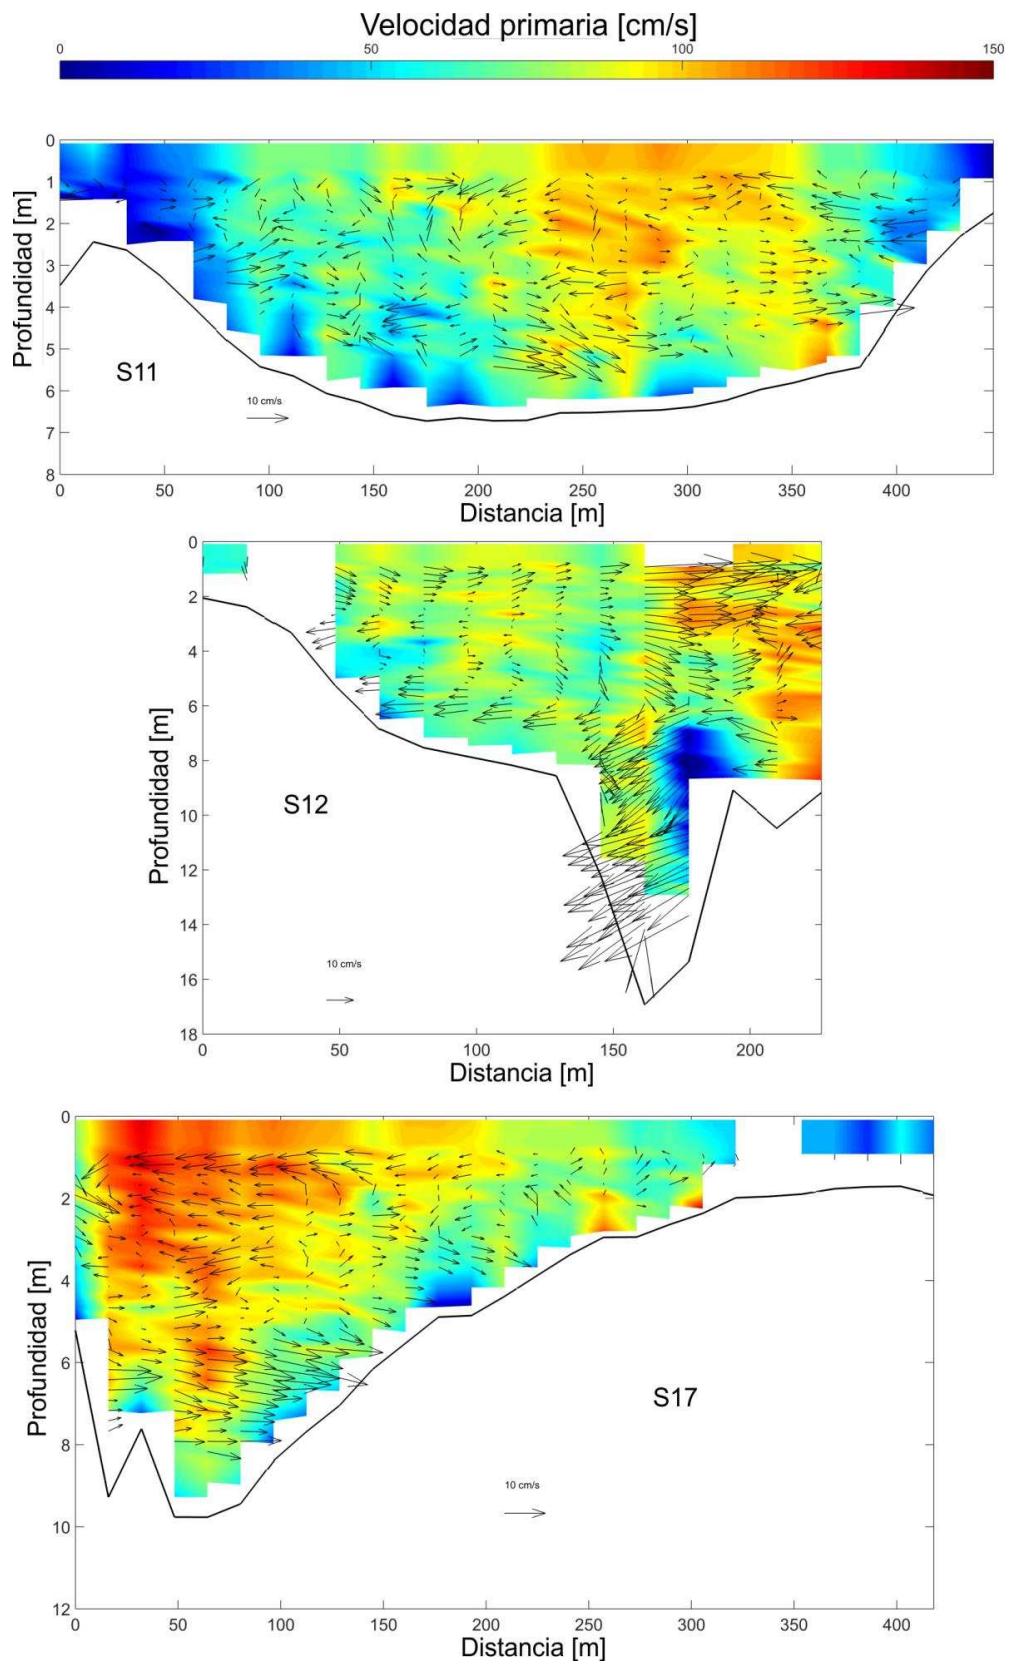 Velocidad primaria [cm/s]
0 50 100 150
Profundidad [m]
0
1
2
3
4
5
6
7
8
S11
10 cm/s
0 50 100 150 200 250 300 350 400
Distancia [m]
Profundidad [m]
0
2
4
6
8
10
12
14
16
18
S12
10 cm/s
0 50 100 150 200
Distancia [m]
Profundidad [m]
0
2
4
6
8
10
12
S17
10 cm/s
0 50 100 150 200 250 300 350 400
Distancia [m]